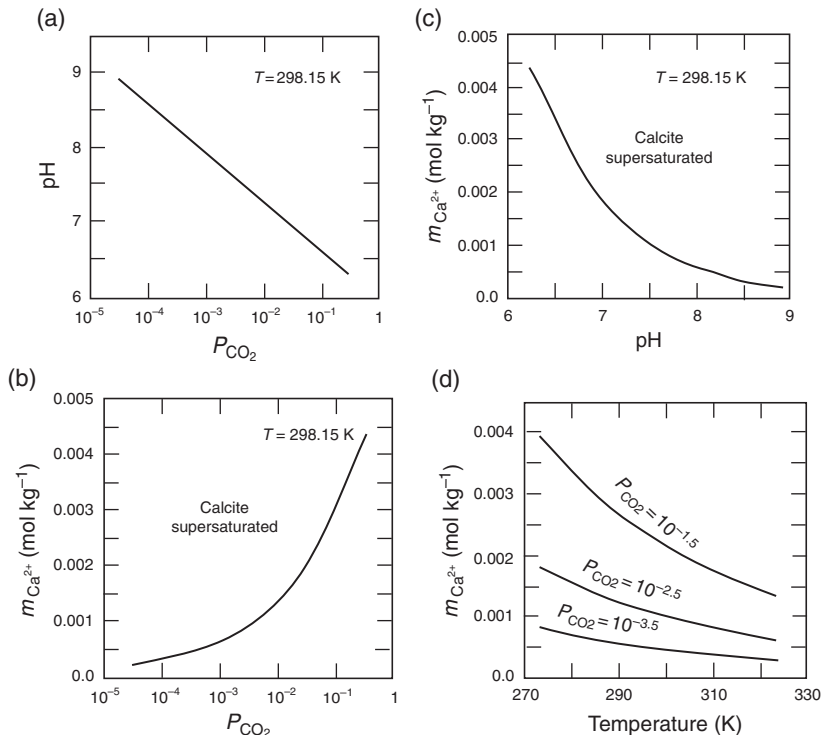 (a)
10⁻⁵ 10⁻⁴ 10⁻³ 10⁻² 10⁻¹ 1
9
8
7
6
pH
T = 298.15 K
P_CO₂
(c)
0.005
0.004
0.003
0.002
0.001
0.0
m_Ca²⁺ (mol kg⁻¹)
T = 298.15 K
Calcite
supersaturated
6 7 8 9
pH
(b)
0.005
0.004
0.003
0.002
0.001
0.0
m_Ca²⁺ (mol kg⁻¹)
T = 298.15 K
Calcite
supersaturated
10⁻⁵ 10⁻⁴ 10⁻³ 10⁻² 10⁻¹ 1
P_CO₂
(d)
0.004
0.003
0.002
0.001
0.0
m_Ca²⁺ (mol kg⁻¹)
P_CO2 = 10⁻¹·⁵
P_CO2 = 10⁻²·⁵
P_CO2 = 10⁻³·⁵
270 290 310 330
Temperature (K)